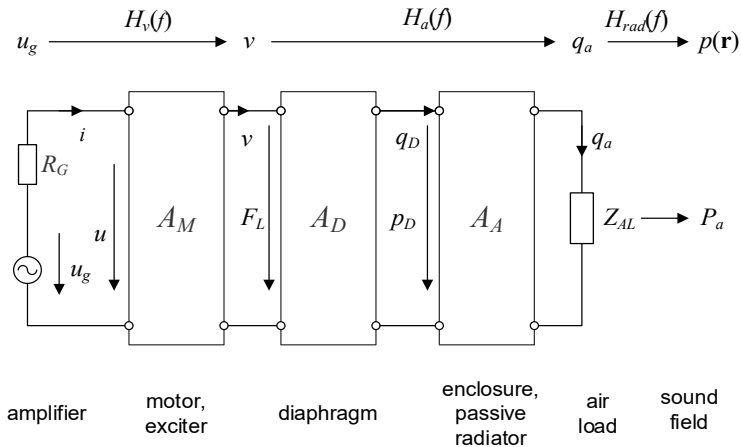 H_v(f) H_a(f) H_rad(f)
u_g v v q_a p(r)
i v q_D q_a
R_G
A_M F_L A_D p_D A_A Z_AL P_a
u
u_g
amplifier
motor,
exciter
diaphragm
enclosure,
passive
radiator
air
load
sound
field